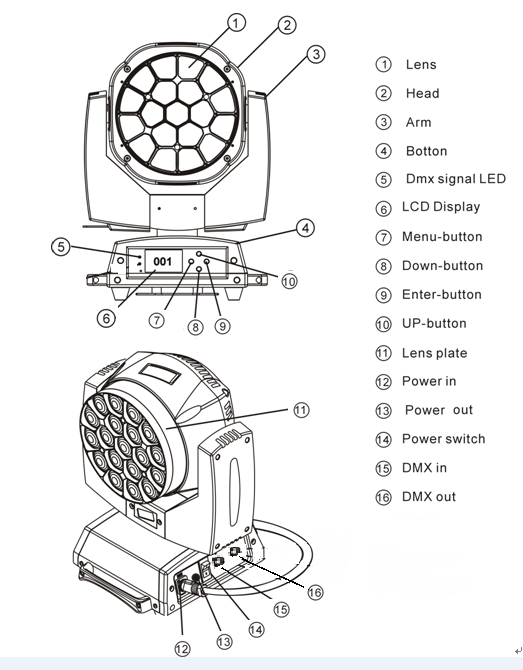 1 Lens
2 Head
3 Arm
4 Botton
5 Dmx signal LED
6 LCD Display
7 Menu-button
8 Down-button
9 Enter-button
10 UP-button
11 Lens plate
12 Power in
13 Power out
14 Power switch
15 DMX in
16 DMX out
1
2
3
4
5
001
10
6
7
8
9
11
16
15
14
13
12